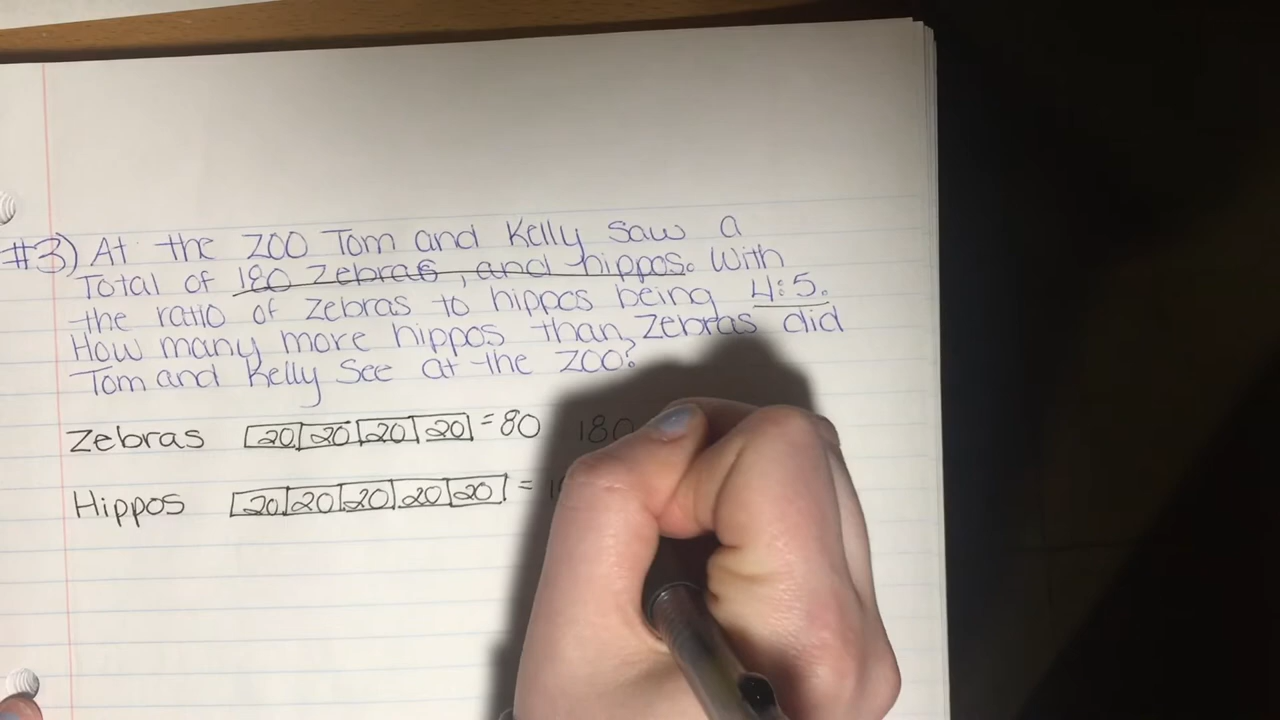 #3) At the zoo Tom and Kelly saw a
Total of 180 zebras, and hippos. With
the ratio of zebras to hippos being 4:5.
How many more hippos than zebras did
Tom and Kelly see at the zoo?
Zebras 20 20 20 20 = 80 180
Hippos 20 20 20 20 20 =